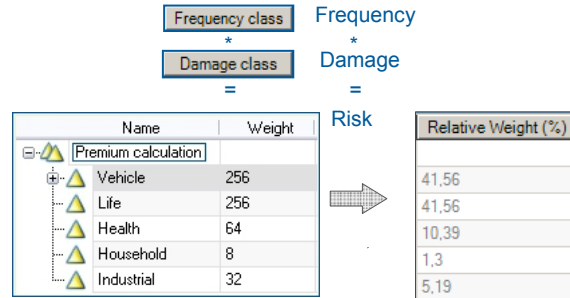 Frequency class Frequency
* *
Damage class Damage
= =
Risk
Name Weight
Premium calculation
Vehicle 256
Life 256
Health 64
Household 8
Industrial 32
Relative Weight (%)
41,56
41,56
10,39
1,3
5,19